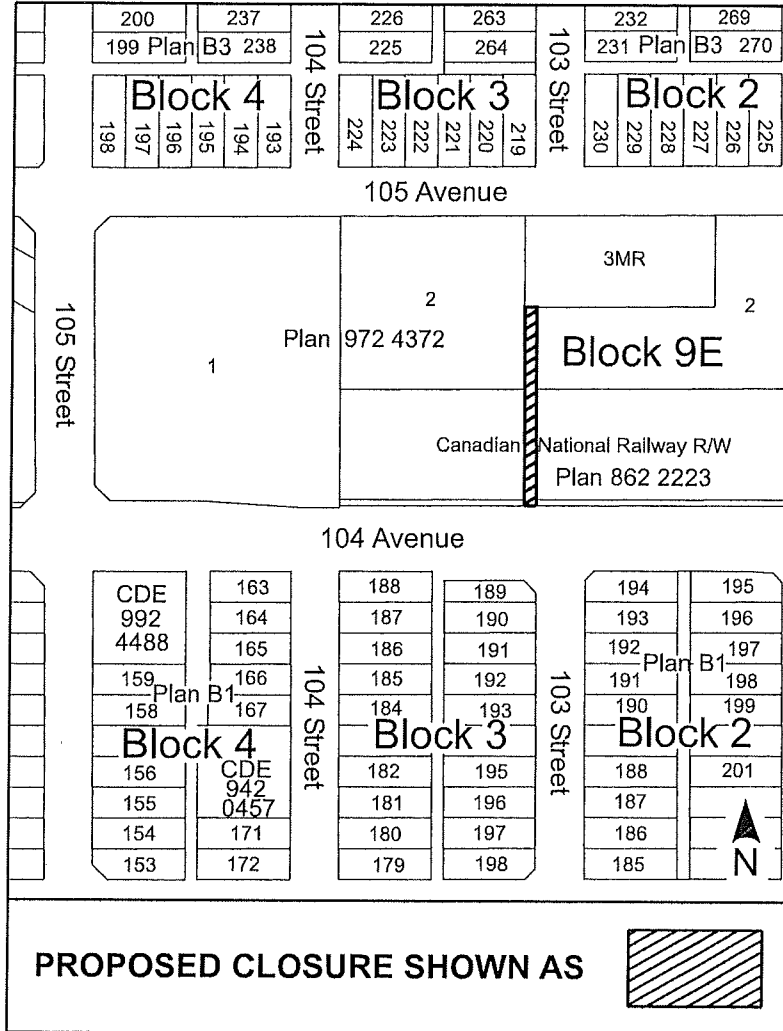 200 237 226 263 232 269
199 Plan B3 238 225 264 231 Plan B3 270
Block 4 104 Street Block 3 103 Street Block 2
198 197 196 195 194 193 224 223 222 221 220 219 230 229 228 227 226 225
105 Avenue
3MR
2
2
105 Street
Plan 972 4372
Block 9E
1
Canadian National Railway R/W
Plan 862 2223
104 Avenue
CDE
992
4488
163 188 189 194 195
164 187 190 193 196
165 186 191 192 197
Plan B1
159 166 185 192 191 198
Plan B1
158 167 184 193 190 199
104 Street
103 Street
Block 4 Block 3 Block 2
156 CDE
942
0457
182 195 188 201
155 181 196 187
154 171 180 197 186
153 172 179 198 185
N
PROPOSED CLOSURE SHOWN AS